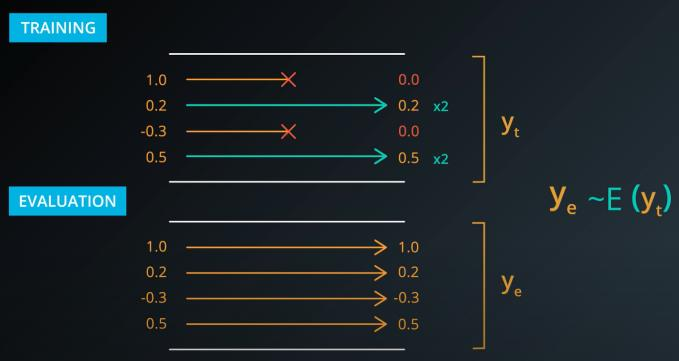 TRAINING
1.0 0.0
0.2 0.2 x2
-0.3 0.0
0.5 0.5 x2
yt
EVALUATION
ye ~E (yt)
1.0 1.0
0.2 0.2
-0.3 -0.3
0.5 0.5
ye